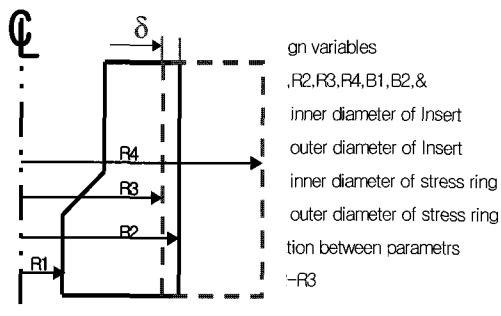 ℄
δ
gn variables
,R2,R3,R4,B1,B2,&
inner diameter of Insert
outer diameter of Insert
inner diameter of stress ring
outer diameter of stress ring
tion between parametrs
-R3
R4
R3
R2
R1